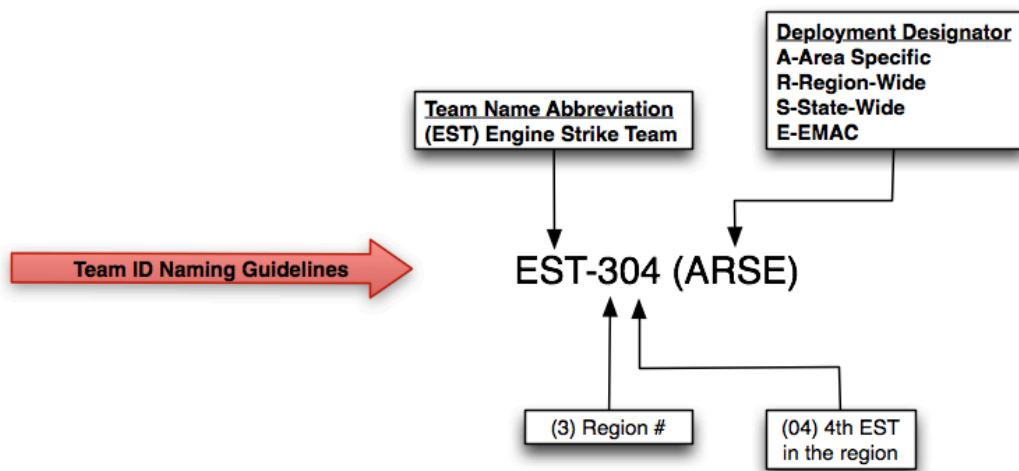 Deployment Designator
A-Area Specific
R-Region-Wide
S-State-Wide
E-EMAC
Team Name Abbreviation
(EST) Engine Strike Team
Team ID Naming Guidelines
EST-304 (ARSE)
(3) Region #
(04) 4th EST
in the region